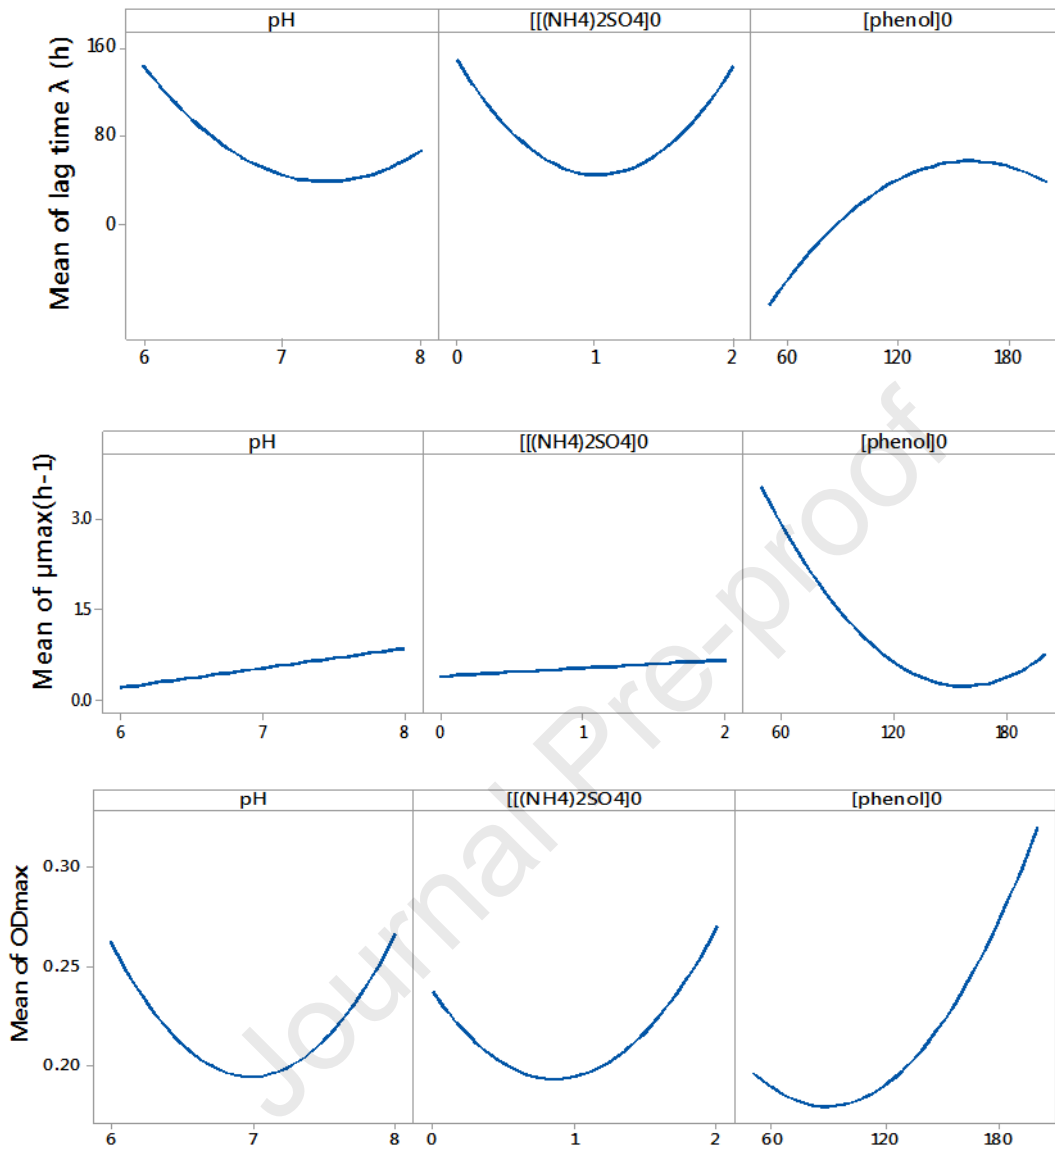 pH [[(NH4)2SO4]0 [phenol]0
Mean of lag time λ (h)
160
80
0
6 7 8 0 1 2 60 120 180
pH [[(NH4)2SO4]0 [phenol]0
Mean of µmax(h-1)
3.0
15
0.0
6 7 8 0 1 2 60 120 180
pH [[(NH4)2SO4]0 [phenol]0
Mean of ODmax
0.30
0.25
0.20
6 7 8 0 1 2 60 120 180
Journal Pre-proof